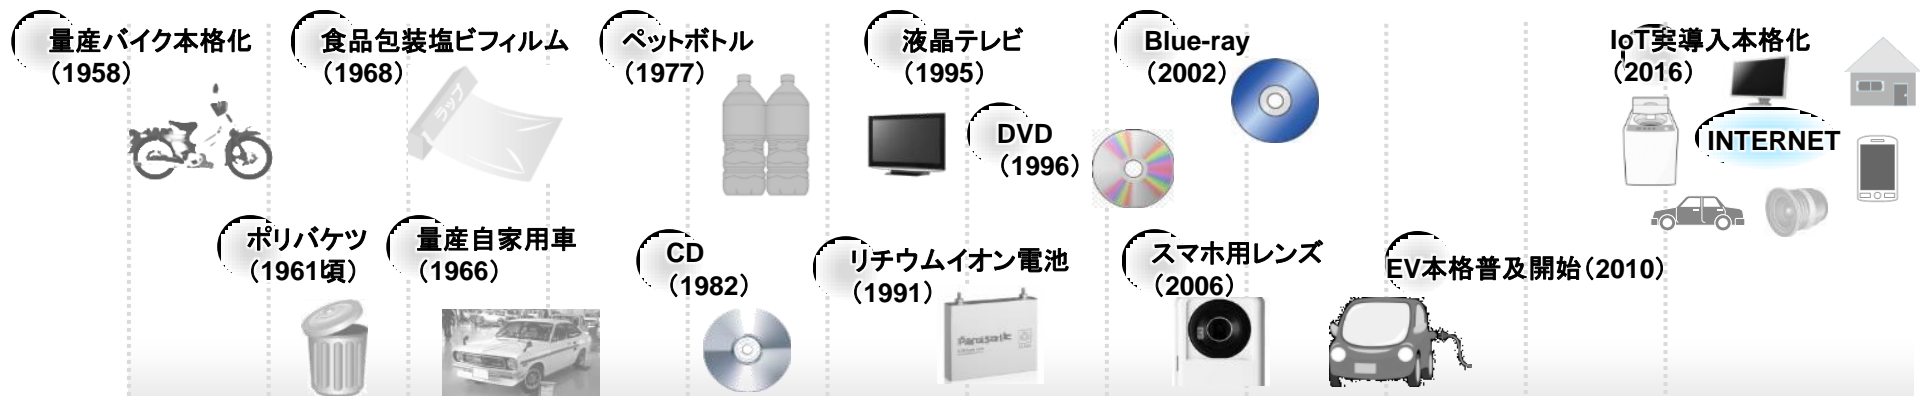 量産バイク本格化
（1958）
食品包装塩ビフィルム
（1968）
ラップ
ペットボトル
（1977）
液晶テレビ
（1995）
DVD
（1996）
Blue-ray
（2002）
IoT実導入本格化
（2016）
INTERNET
ポリバケツ
（1961頃）
量産自家用車
（1966）
CD
（1982）
リチウムイオン電池
（1991）
Panasonic
スマホ用レンズ
（2006）
EV本格普及開始（2010）